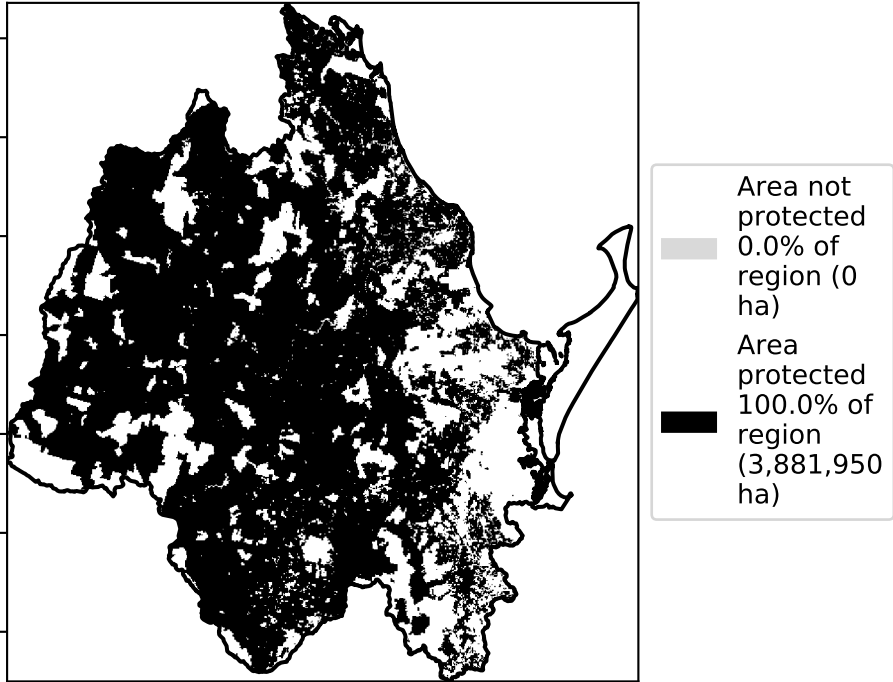 Area not
protected
0.0% of
region (0
ha)
Area
protected
100.0% of
region
(3,881,950
ha)